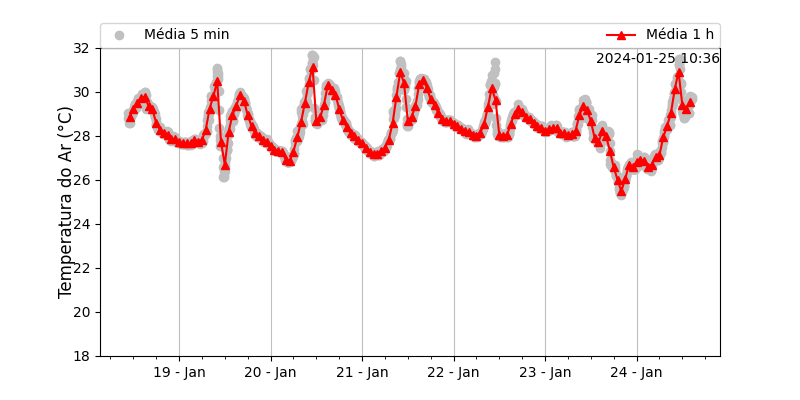 Média 5 min
Média 1 h
2024-01-25 10:36
Temperatura do Ar (°C)
32
30
28
26
24
22
20
18
19 - Jan
20 - Jan
21 - Jan
22 - Jan
23 - Jan
24 - Jan